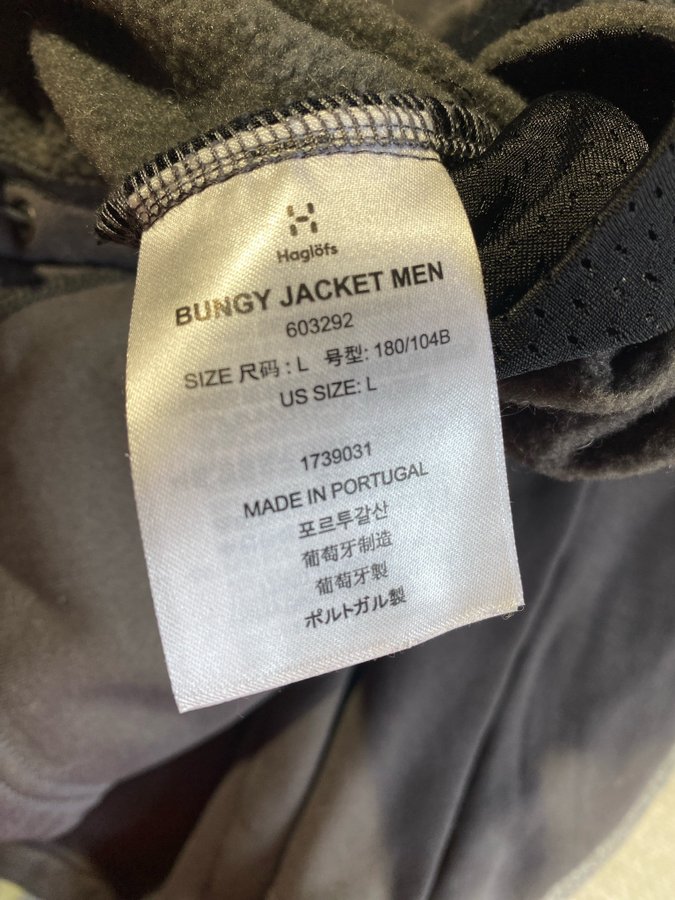 Haglöfs
BUNGY JACKET MEN
603292
SIZE 尺码 : L 号型: 180/104B
US SIZE: L
1739031
MADE IN PORTUGAL
포르투갈산
葡萄牙制造
葡萄牙製
ポルトガル製